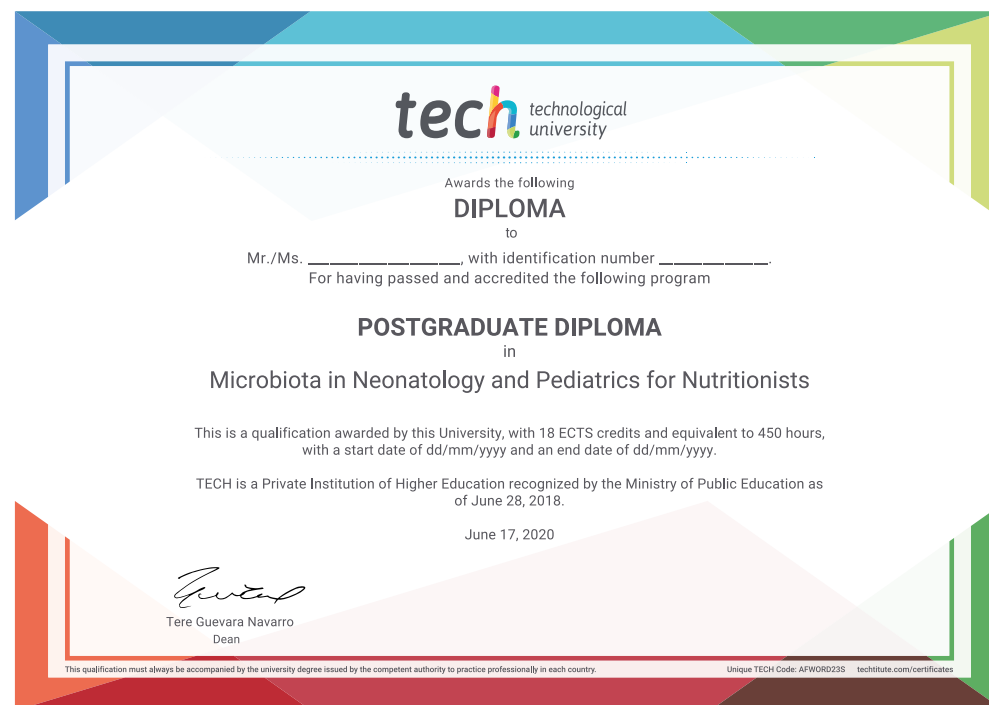 tech technological
university
Awards the following
DIPLOMA
to
Mr./Ms. ____________________, with identification number ______________.
For having passed and accredited the following program
POSTGRADUATE DIPLOMA
in
Microbiota in Neonatology and Pediatrics for Nutritionists
This is a qualification awarded by this University, with 18 ECTS credits and equivalent to 450 hours,
with a start date of dd/mm/yyyy and an end date of dd/mm/yyyy.
TECH is a Private Institution of Higher Education recognized by the Ministry of Public Education as
of June 28, 2018.
June 17, 2020
Tere Guevara Navarro
Dean
This qualification must always be accompanied by the university degree issued by the competent authority to practice professionally in each country.
Unique TECH Code: AFWORD23S techtitute.com/certificates